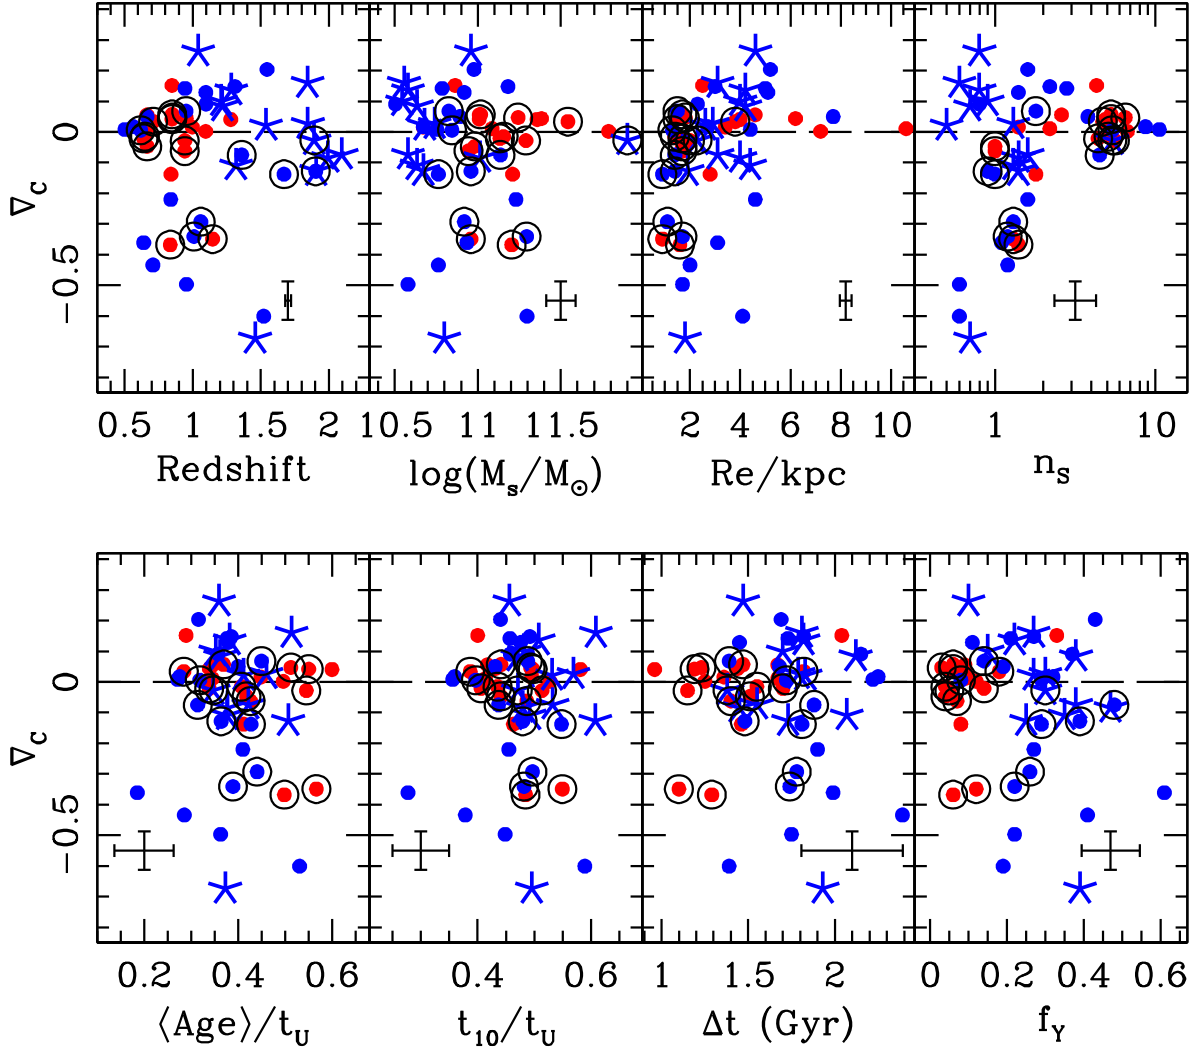 ∇C
0
−0.5
0.5 1 1.5 2 10.5 11 11.5 2 4 6 8 10 1 10
Redshift log(Ms/M⊙) Re/kpc nS
∇C
0
−0.5
0.2 0.4 0.6 0.4 0.6 1 1.5 2 0 0.2 0.4 0.6
⟨Age⟩/tU t10/tU Δt (Gyr) fY